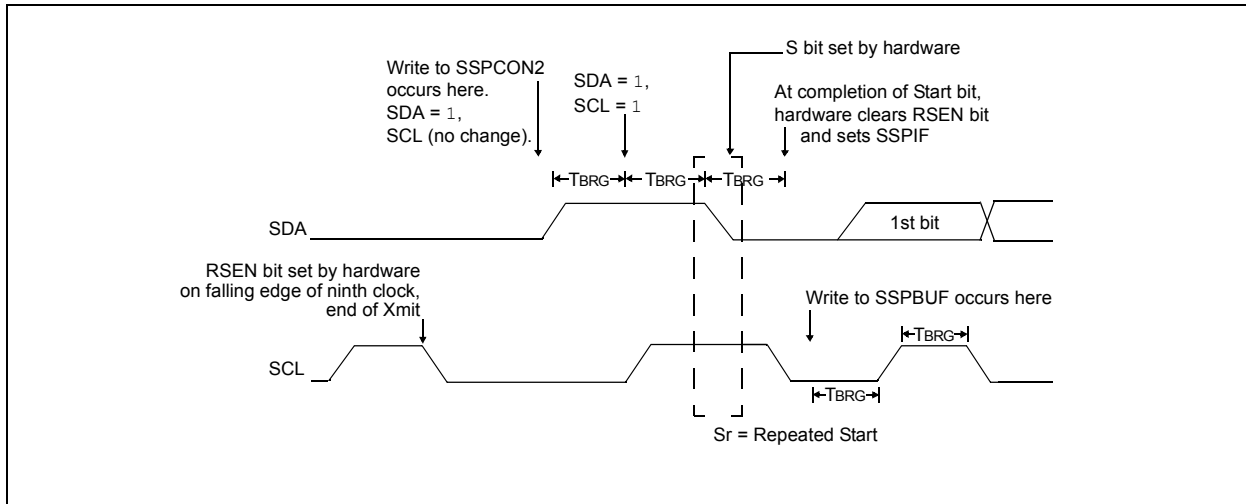 S bit set by hardware
Write to SSPCON2
occurs here.
SDA = 1,
SCL (no change).
SDA = 1,
SCL = 1
At completion of Start bit,
hardware clears RSEN bit
and sets SSPIF
TBRG
TBRG
TBRG
SDA
1st bit
RSEN bit set by hardware
on falling edge of ninth clock,
end of Xmit
Write to SSPBUF occurs here
TBRG
SCL
TBRG
Sr = Repeated Start